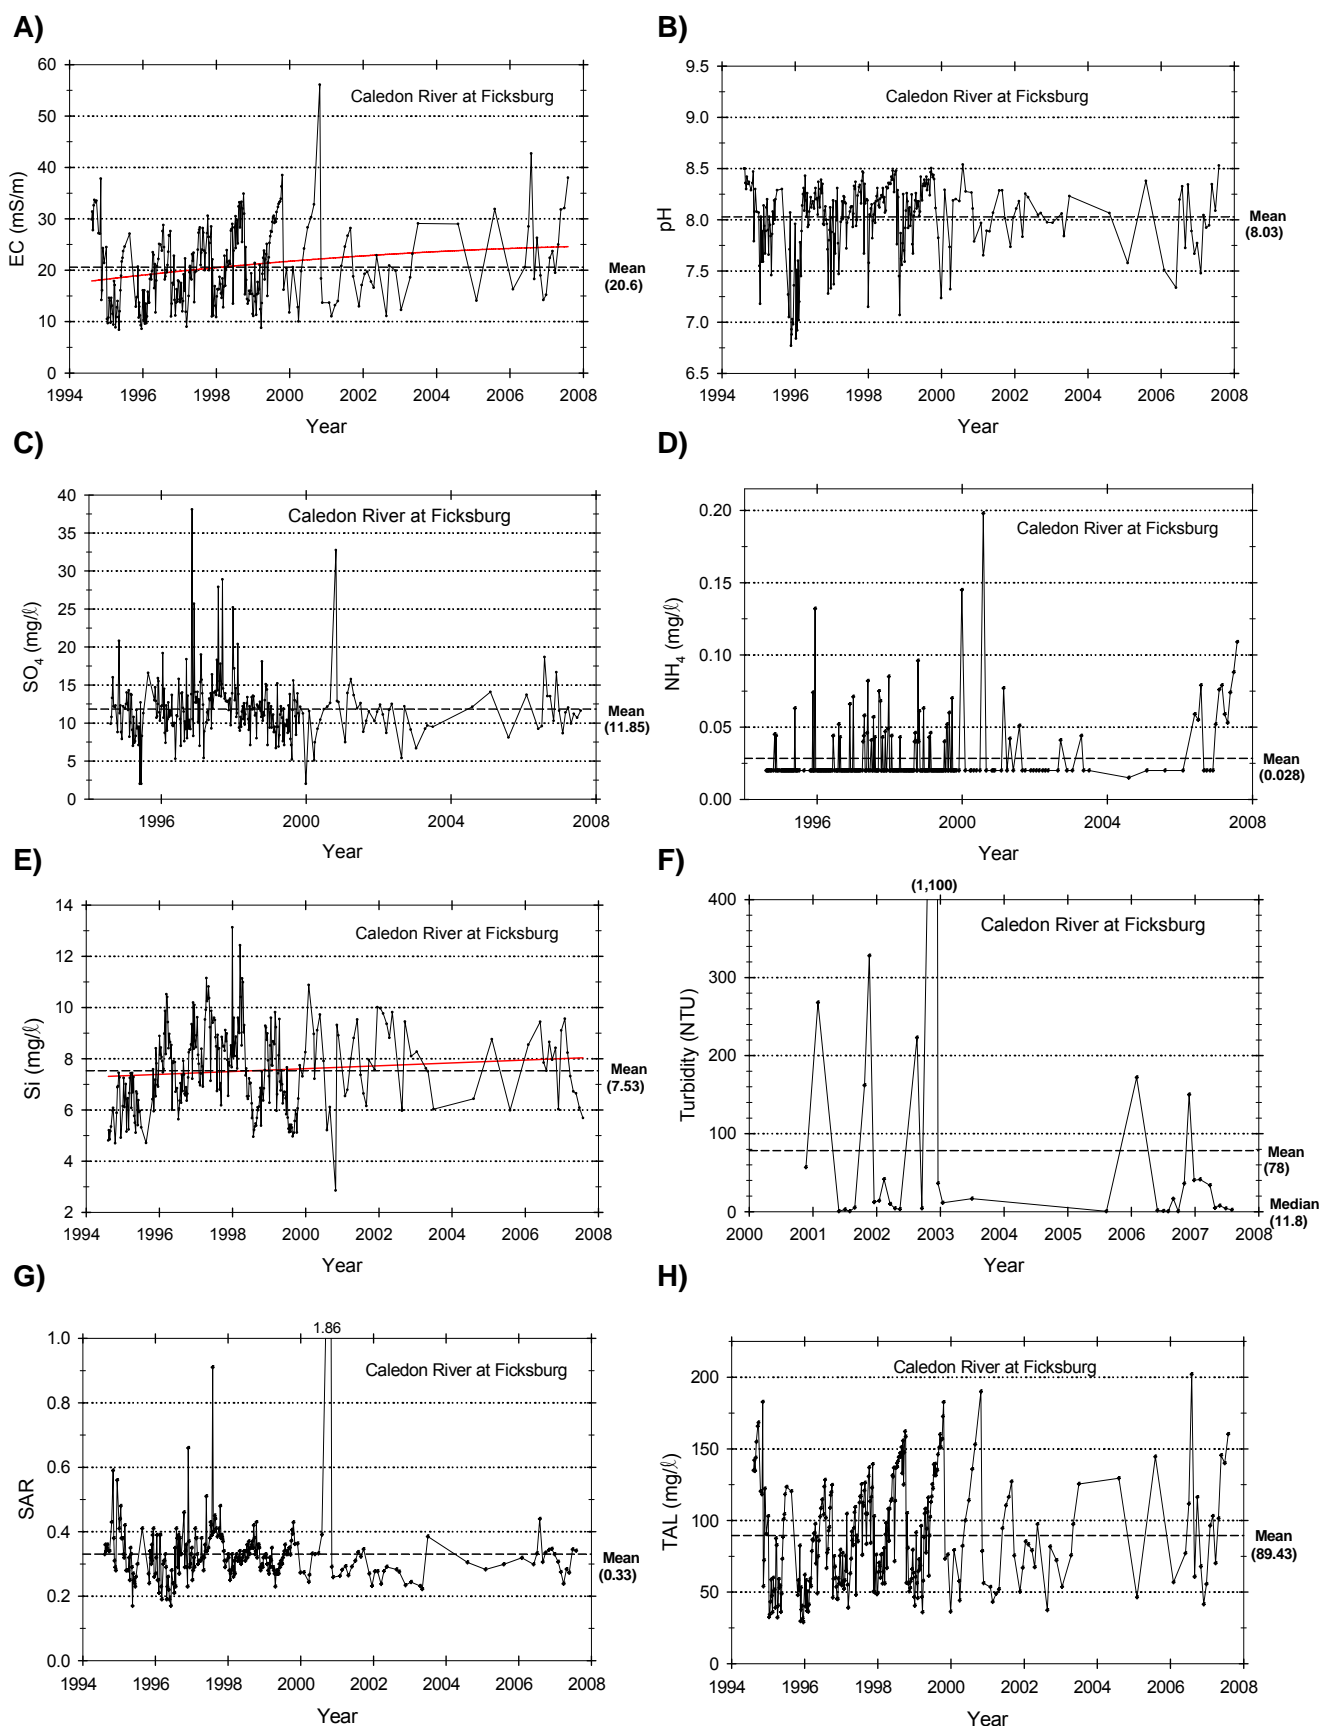 A)
60
50
40
30
20
10
0
EC (mS/m)
Caledon River at Ficksburg
Mean
(20.6)
1994 1996 1998 2000 2002 2004 2006 2008
Year
B)
9.5
9.0
8.5
8.0
7.5
7.0
6.5
pH
Caledon River at Ficksburg
Mean
(8.03)
1994 1996 1998 2000 2002 2004 2006 2008
Year
C)
40
35
30
25
20
15
10
5
0
SO₄ (mg/ℓ)
Caledon River at Ficksburg
Mean
(11.85)
1996 2000 2004 2008
Year
D)
0.20
0.15
0.10
0.05
0.00
NH₄ (mg/ℓ)
Caledon River at Ficksburg
Mean
(0.028)
1996 2000 2004 2008
Year
E)
14
12
10
8
6
4
2
Si (mg/ℓ)
Caledon River at Ficksburg
Mean
(7.53)
1994 1996 1998 2000 2002 2004 2006 2008
Year
F)
(1,100)
400
300
200
100
0
Turbidity (NTU)
Caledon River at Ficksburg
Mean
(78)
Median
(11.8)
2000 2001 2002 2003 2004 2005 2006 2007 2008
Year
G)
1.86
1.0
0.8
0.6
0.4
0.2
0.0
SAR
Caledon River at Ficksburg
Mean
(0.33)
1994 1996 1998 2000 2002 2004 2006 2008
Year
H)
200
150
100
50
0
TAL (mg/ℓ)
Caledon River at Ficksburg
Mean
(89.43)
1994 1996 1998 2000 2002 2004 2006 2008
Year